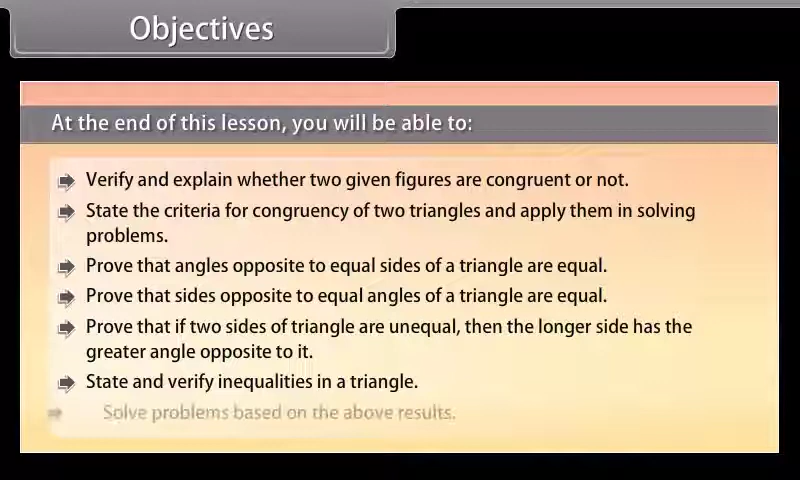 Objectives
At the end of this lesson, you will be able to:
Verify and explain whether two given figures are congruent or not.
State the criteria for congruency of two triangles and apply them in solving
problems.
Prove that angles opposite to equal sides of a triangle are equal.
Prove that sides opposite to equal angles of a triangle are equal.
Prove that if two sides of triangle are unequal, then the longer side has the
greater angle opposite to it.
State and verify inequalities in a triangle.
Solve problems based on the above results.